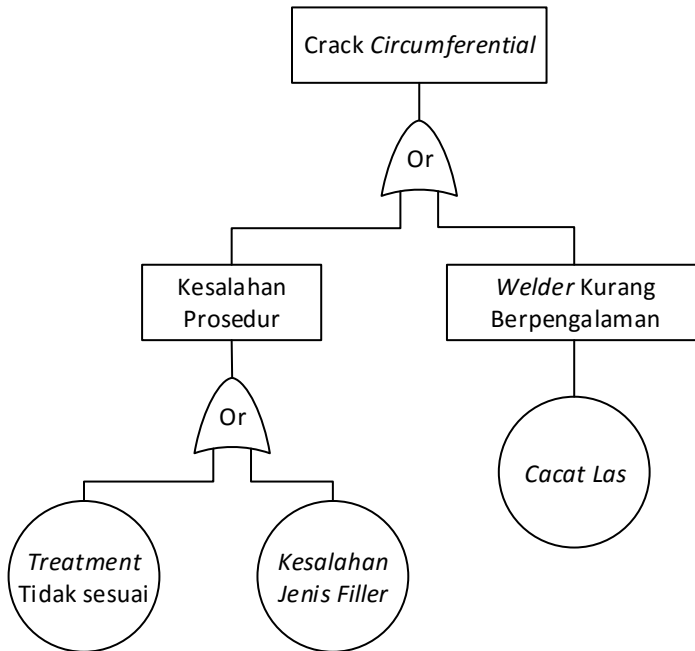 Crack Circumferential
Or
Kesalahan
Prosedur
Welder Kurang
Berpengalaman
Or
Cacat Las
Treatment
Tidak sesuai
Kesalahan
Jenis Filler